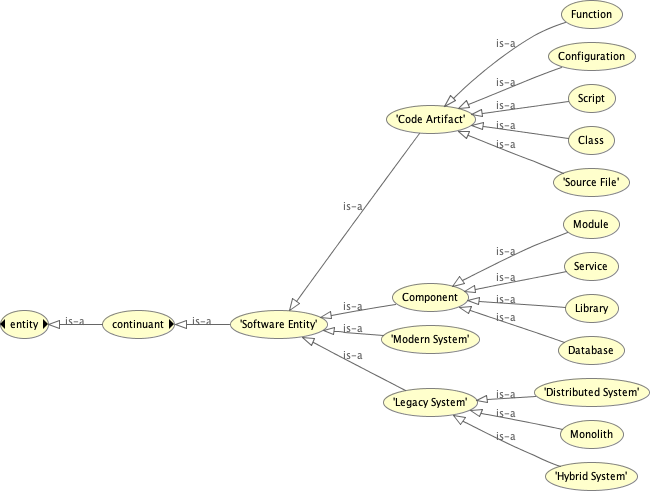 Function
is-a
Configuration
is-a
Script
is-a
'Code Artifact'
is-a
Class
is-a
'Source File'
is-a
Module
is-a
Service
is-a
Component
is-a
Library
is-a
is-a
entity
is-a
continuant
is-a
'Software Entity'
is-a
'Modern System'
Database
is-a
'Distributed System'
is-a
'Legacy System'
is-a
Monolith
is-a
'Hybrid System'